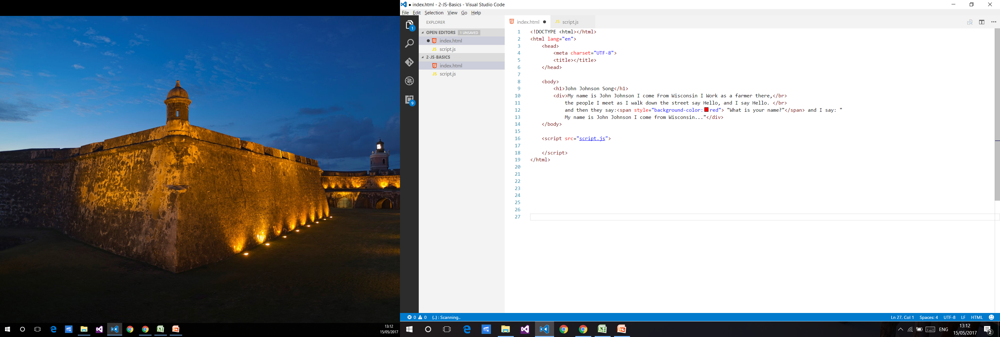 ● index.html - 2-JS-Basics - Visual Studio Code
File Edit Selection View Go Help
EXPLORER
OPEN EDITORS 1 UNSAVED
index.html
JS script.js
2-JS-BASICS
index.html
JS script.js
index.html ● JS script.js
1 <!DOCTYPE <html></html>
2 <html lang="en">
3 <head>
4 <meta charset="UTF-8">
5 <title></title>
6 </head>
7
8 <body>
9 <h1>John Johnson Song</h1>
10 <div>My name is John Johnson I come From Wisconsin I Work as a farmer there,</br>
11 the people I meet as I walk down the street say Hello, and I say Hello. </br>
12 and then they say:<span style="background-color:red"> "What is your name?"</span> and I say: "
13 My name is John Johnson I come from Wisconsin..."</div>
14 </body>
15
16 <script src="script.js">
17
18 </script>
19 </html>
20
21
22
23
24
25
26
27
1
9
0 0 {..} : Scanning..
Ln 27, Col 1 Spaces: 4 UTF-8 LF HTML
13:12
15/05/2017
ENG
13:12
15/05/2017
2